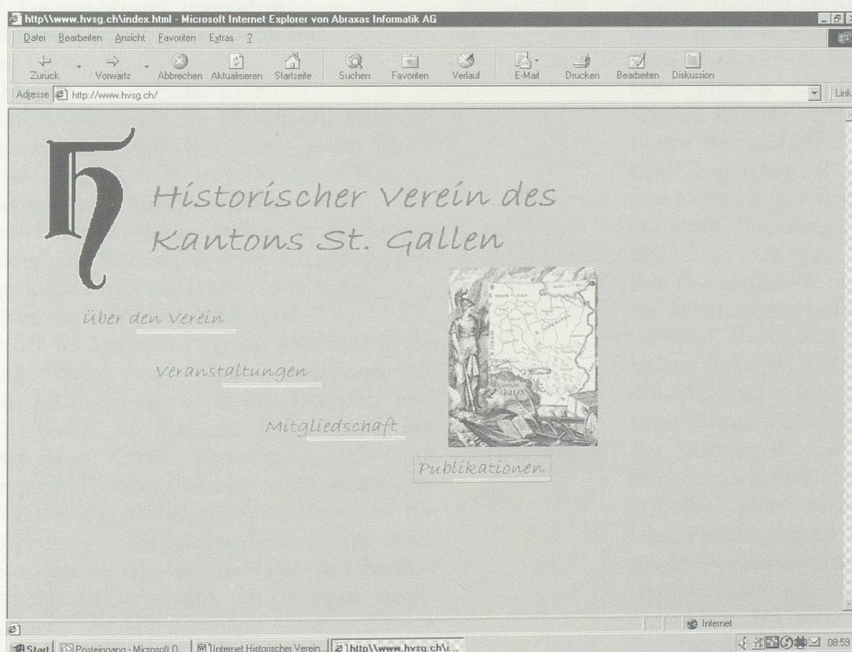 http\\www.hvsg.ch\index.html - Microsoft Internet Explorer von Abraxas Informatik AG
Datei Bearbeiten Ansicht Favoriten Extras ?
Zurück Vorwärts Abbrechen Aktualisieren Startseite Suchen Favoriten Verlauf E-Mail Drucken Bearbeiten Diskussion
Adresse http://www.hvsg.ch/ Link
h
Historischer Verein des
Kantons St. Gallen
über den Verein
Veranstaltungen
Mitgliedschaft
GALLEN
Publikationen
Internet
Start Posteingang - Microsoft O... Internet Historischer Verein... http\\www.hvsg.ch\i... 08:59